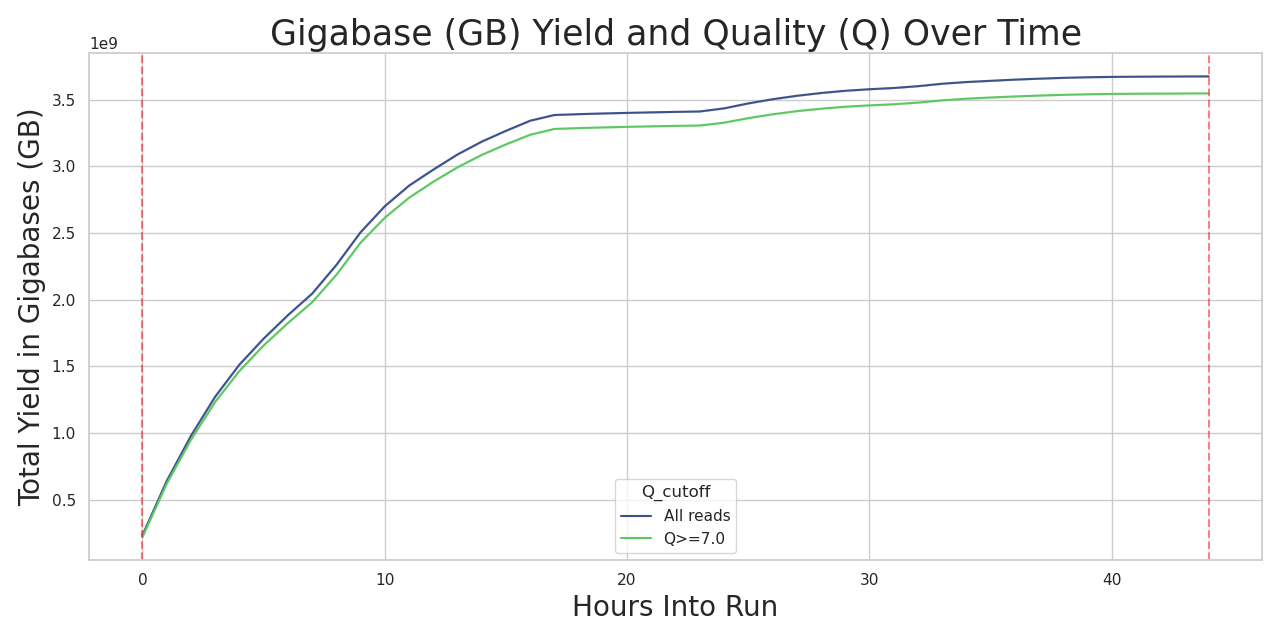 Gigabase (GB) Yield and Quality (Q) Over Time
1e9
Total Yield in Gigabases (GB)
3.5
3.0
2.5
2.0
1.5
1.0
0.5
Q_cutoff
All reads
Q>=7.0
0 10 20 30 40
Hours Into Run